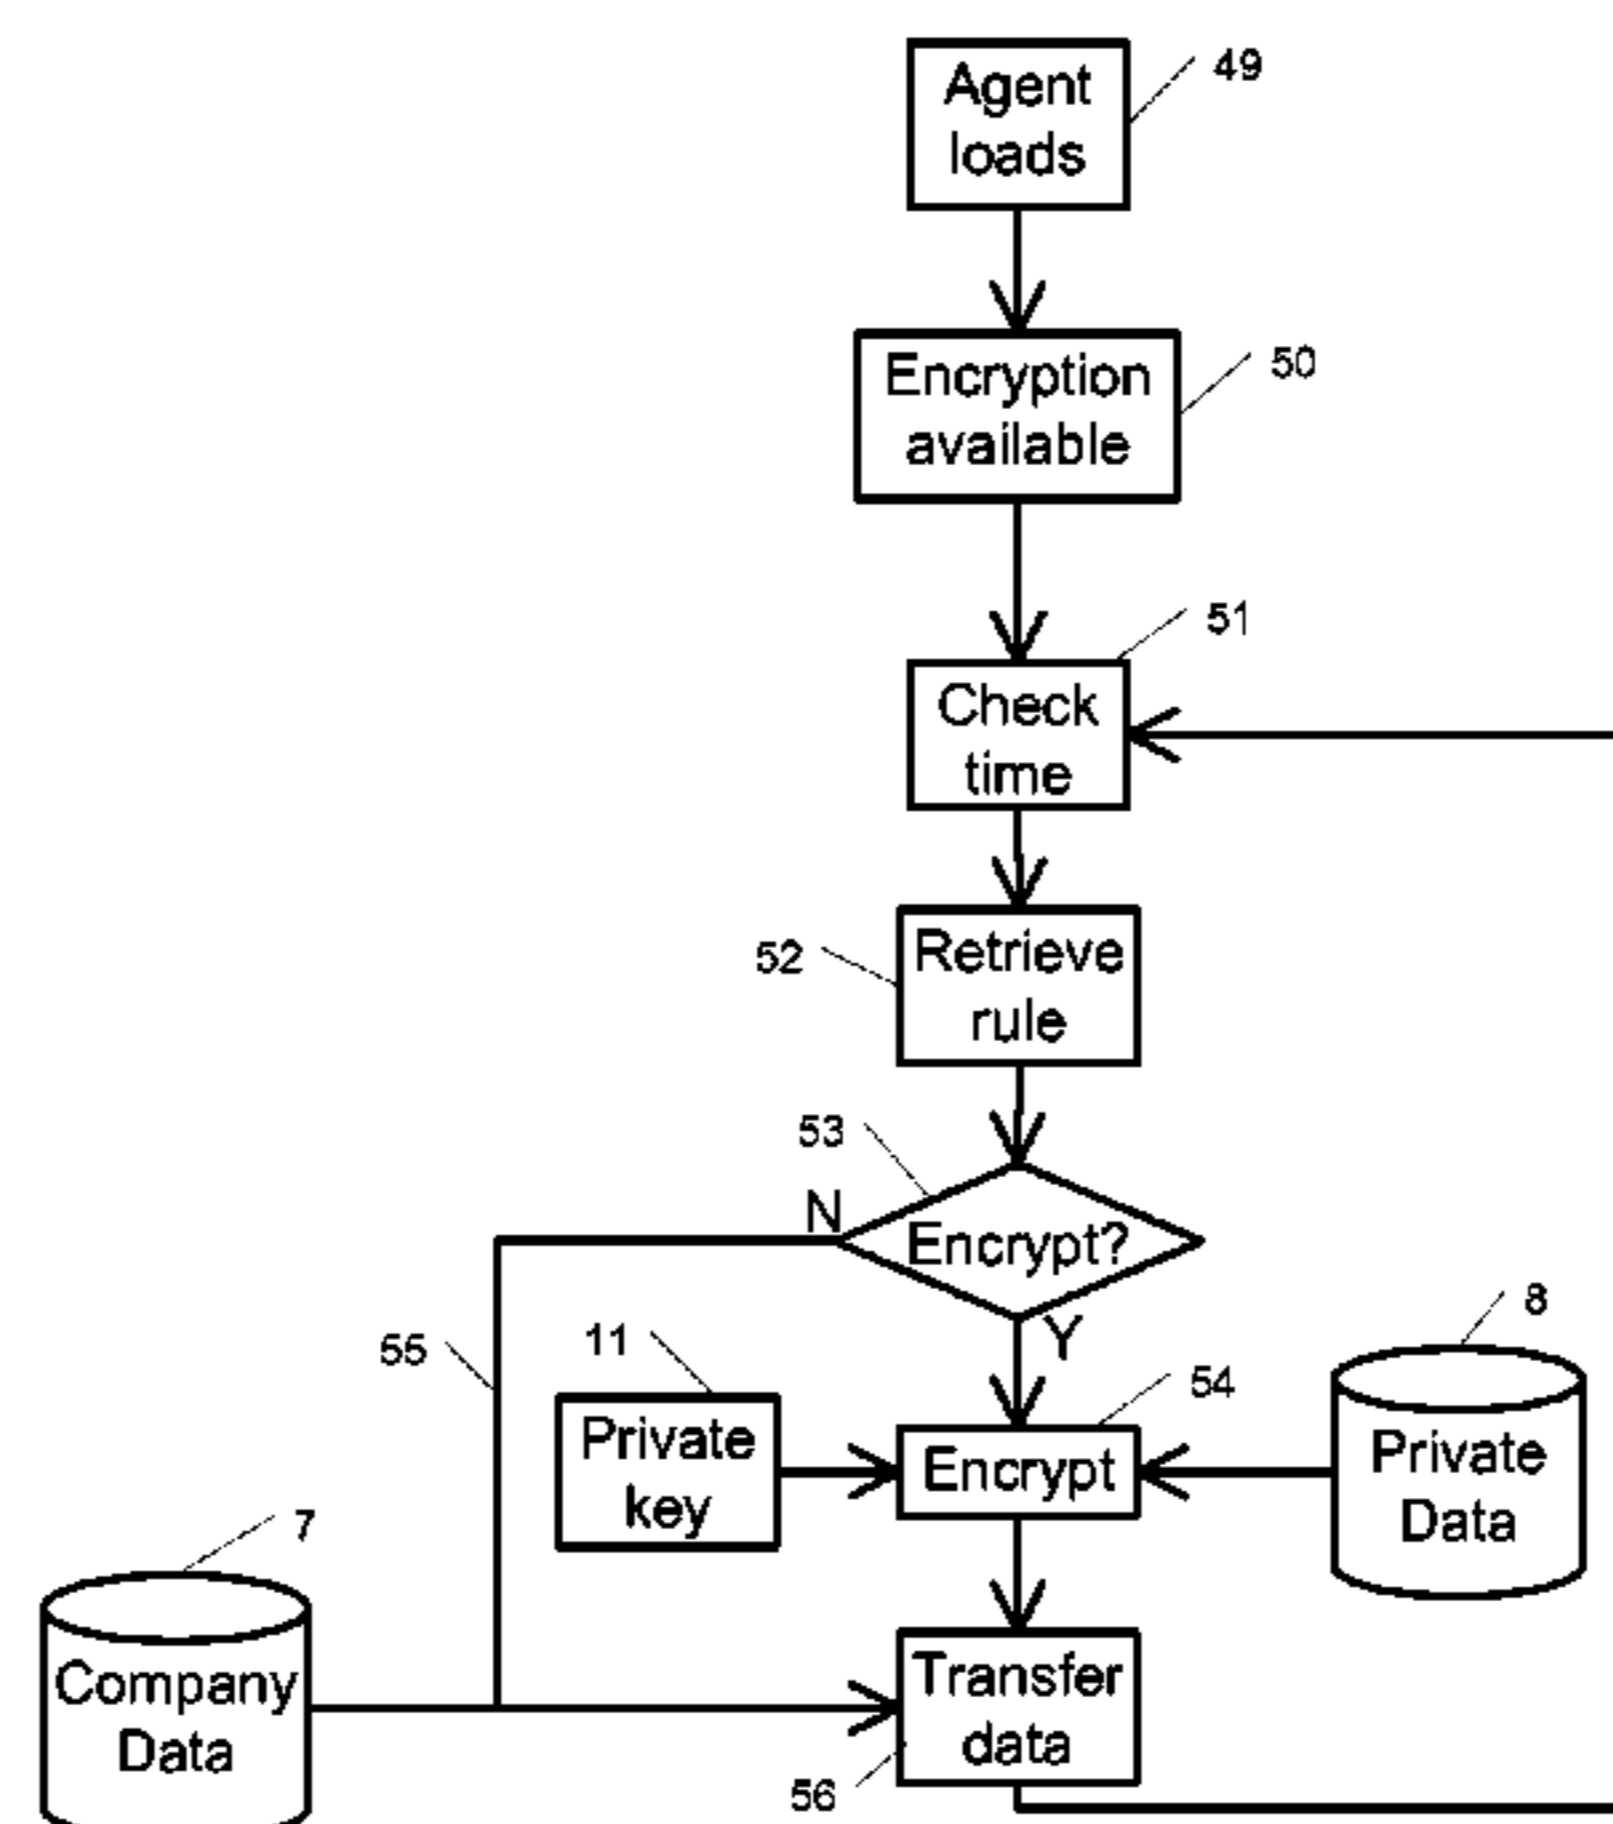 Agent
loads
49
Encryption
available
50
51
Check
time
52
Retrieve
rule
53
N
Encrypt?
Y
8
55
11
54
Private
key
Encrypt
Private
Data
7
Company
Data
Transfer
data
56